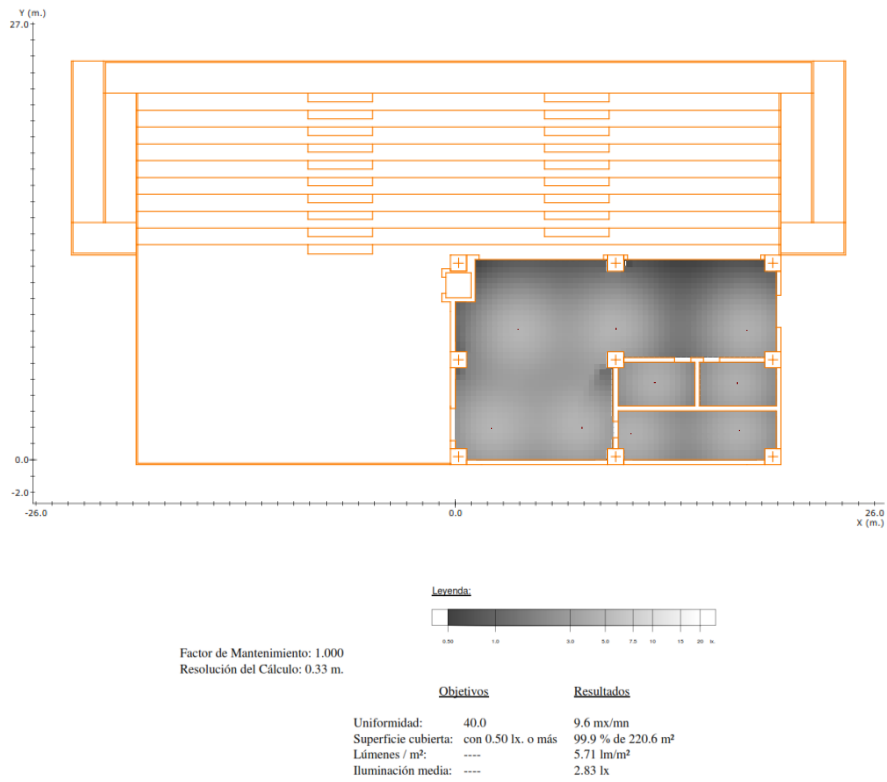 Y (m.)
27.0
0.0
-2.0
-26.0 0.0 26.0
X (m.)
Leyenda:
0.50 1.0 3.0 5.0 7.5 10 15 20 lx.
Factor de Mantenimiento: 1.000
Resolución del Cálculo: 0.33 m.
Objetivos Resultados
Uniformidad: 40.0 9.6 mx/mn
Superficie cubierta: con 0.50 lx. o más 99.9 % de 220.6 m²
Lúmenes / m²: ---- 5.71 lm/m²
Iluminación media: ---- 2.83 lx